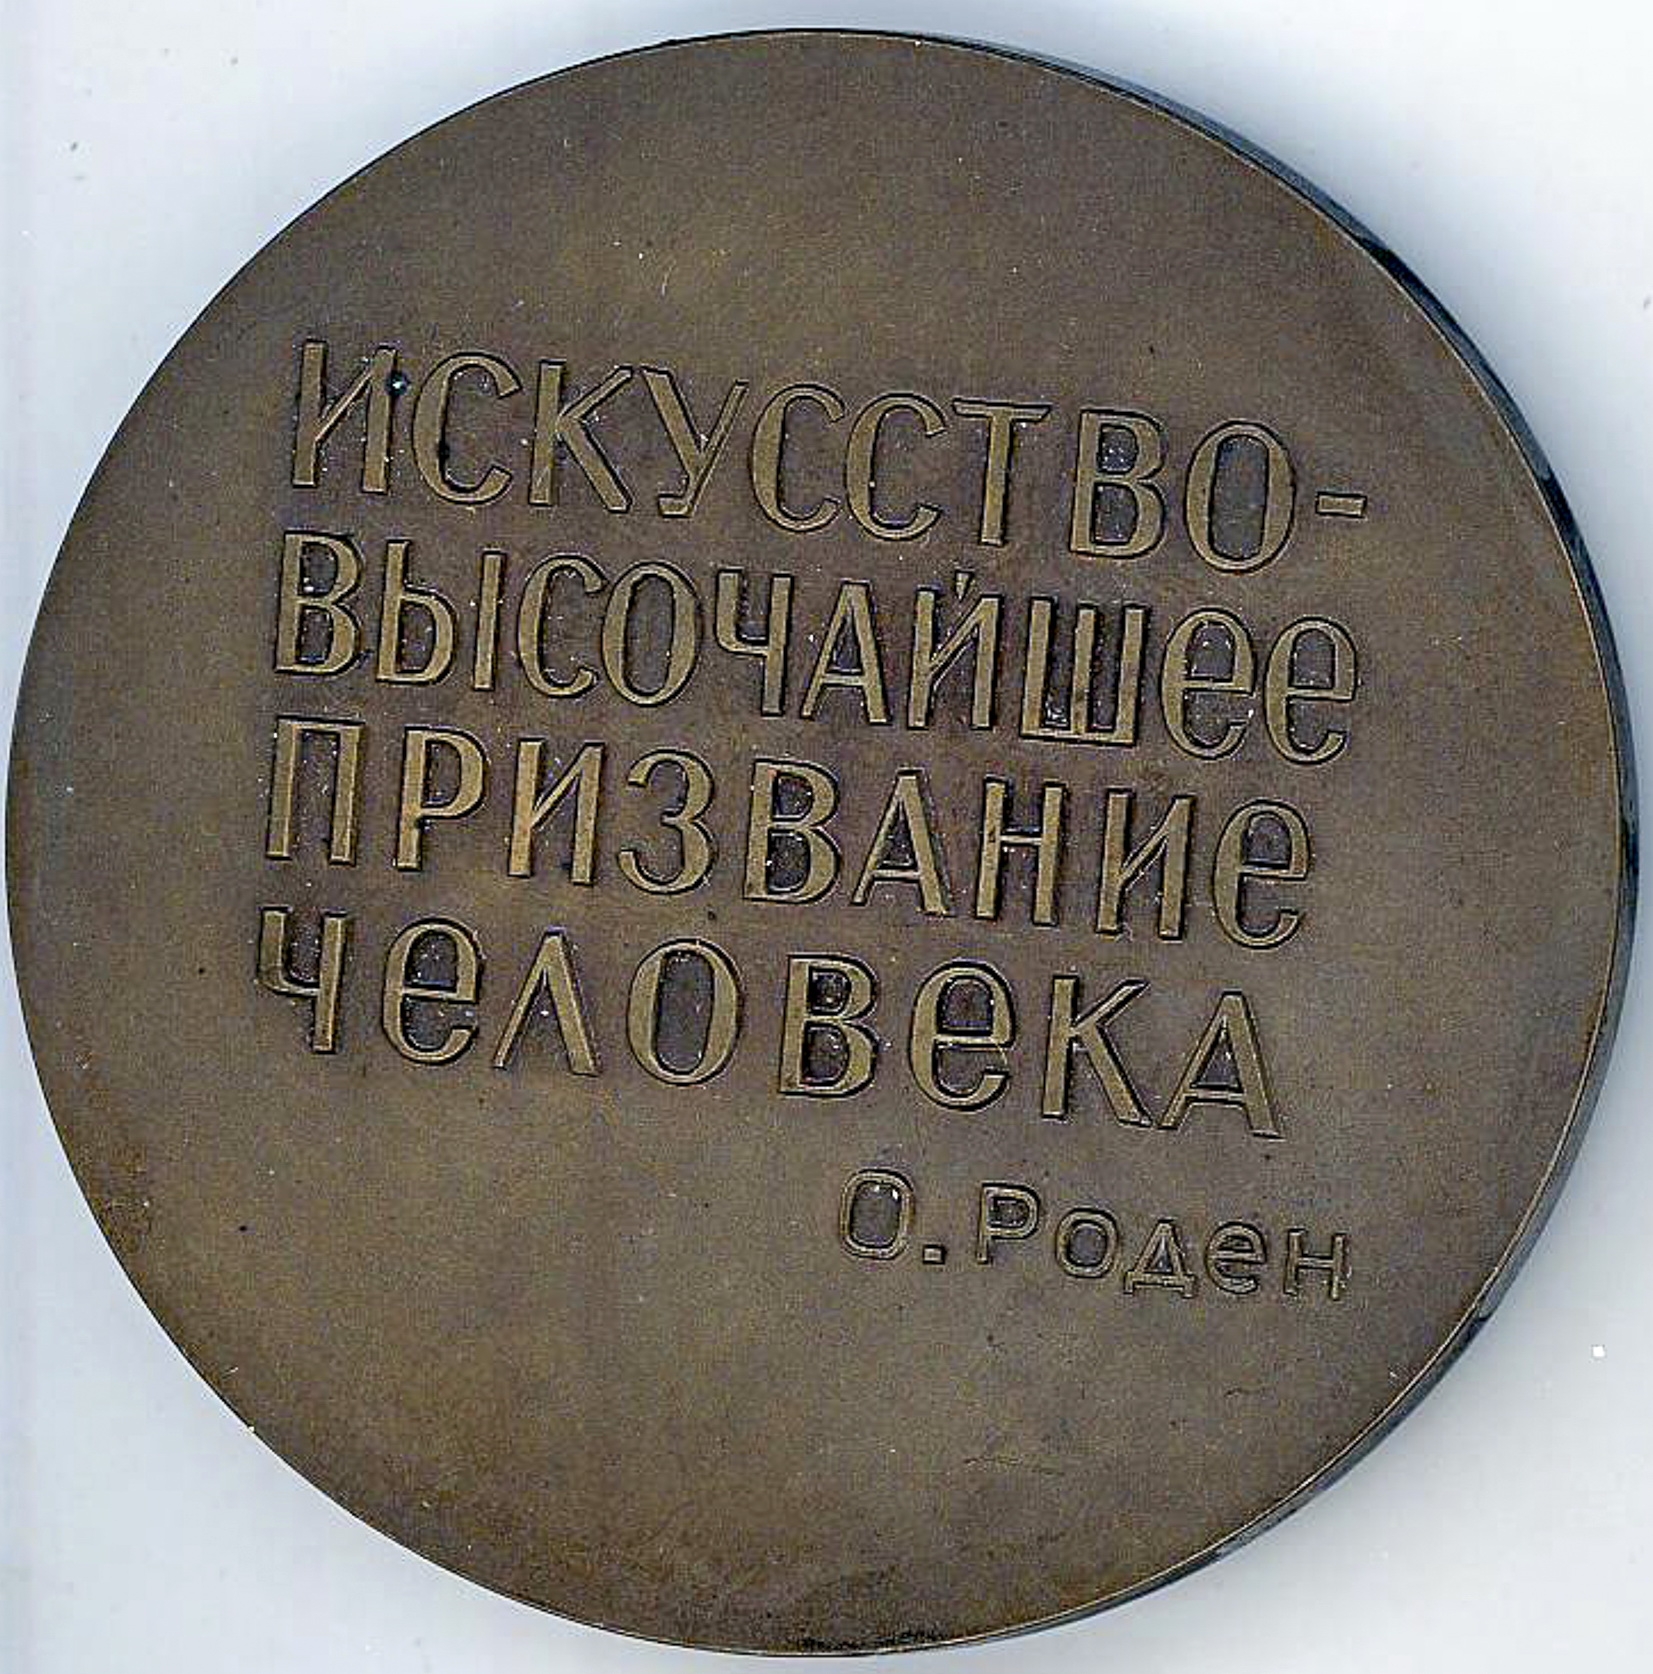 ИСКУССТВО-
ВЫСОЧАЙШее
ПРИЗВАНИе
ЧеЛОВеКА
О. РОДеН